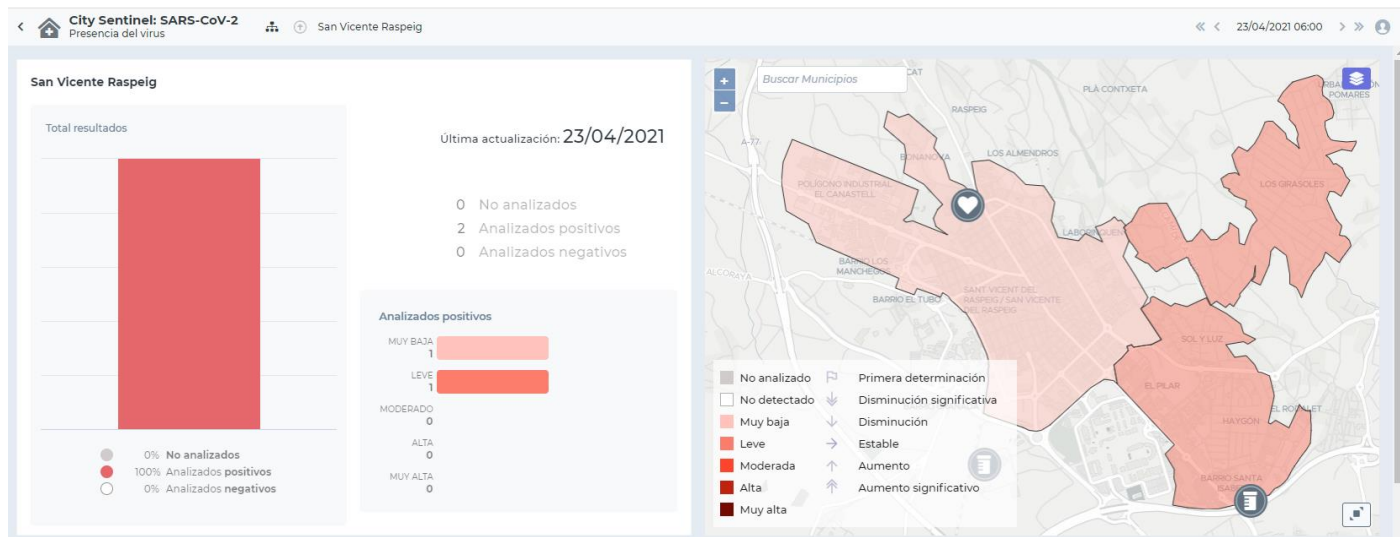 City Sentinel: SARS-CoV-2
Presencia del virus
San Vicente Raspeig
23/04/2021 06:00
San Vicente Raspeig
Total resultados
0% No analizados
100% Analizados positivos
0% Analizados negativos
Última actualización: 23/04/2021
0 No analizados
2 Analizados positivos
0 Analizados negativos
Analizados positivos
MUY BAJA
1
LEVE
1
MODERADO
0
ALTA
0
MUY ALTA
0
+
−
Buscar Municipios
CAT
PLÀ CONTXETA
POMARES
RASPEIG
A-77
BONANOVA
LOS ALMENDROS
POLÍGONO INDUSTRIAL
EL CANASTELL
LOS GIRASOLES
BARRIO LOS
MANCHEGOS
ALCORAYA
BARRIO EL TUBO
SANT VICENT DEL
RASPEIG / SAN VICENTE
DEL RASPEIG
SOL Y LUZ
EL PILAR
HAYGÓN
BARRIO SANTA
No analizado
No detectado
Muy baja
Leve
Moderada
Alta
Muy alta
Primera determinación
Disminución significativa
Disminución
Estable
Aumento
Aumento significativo